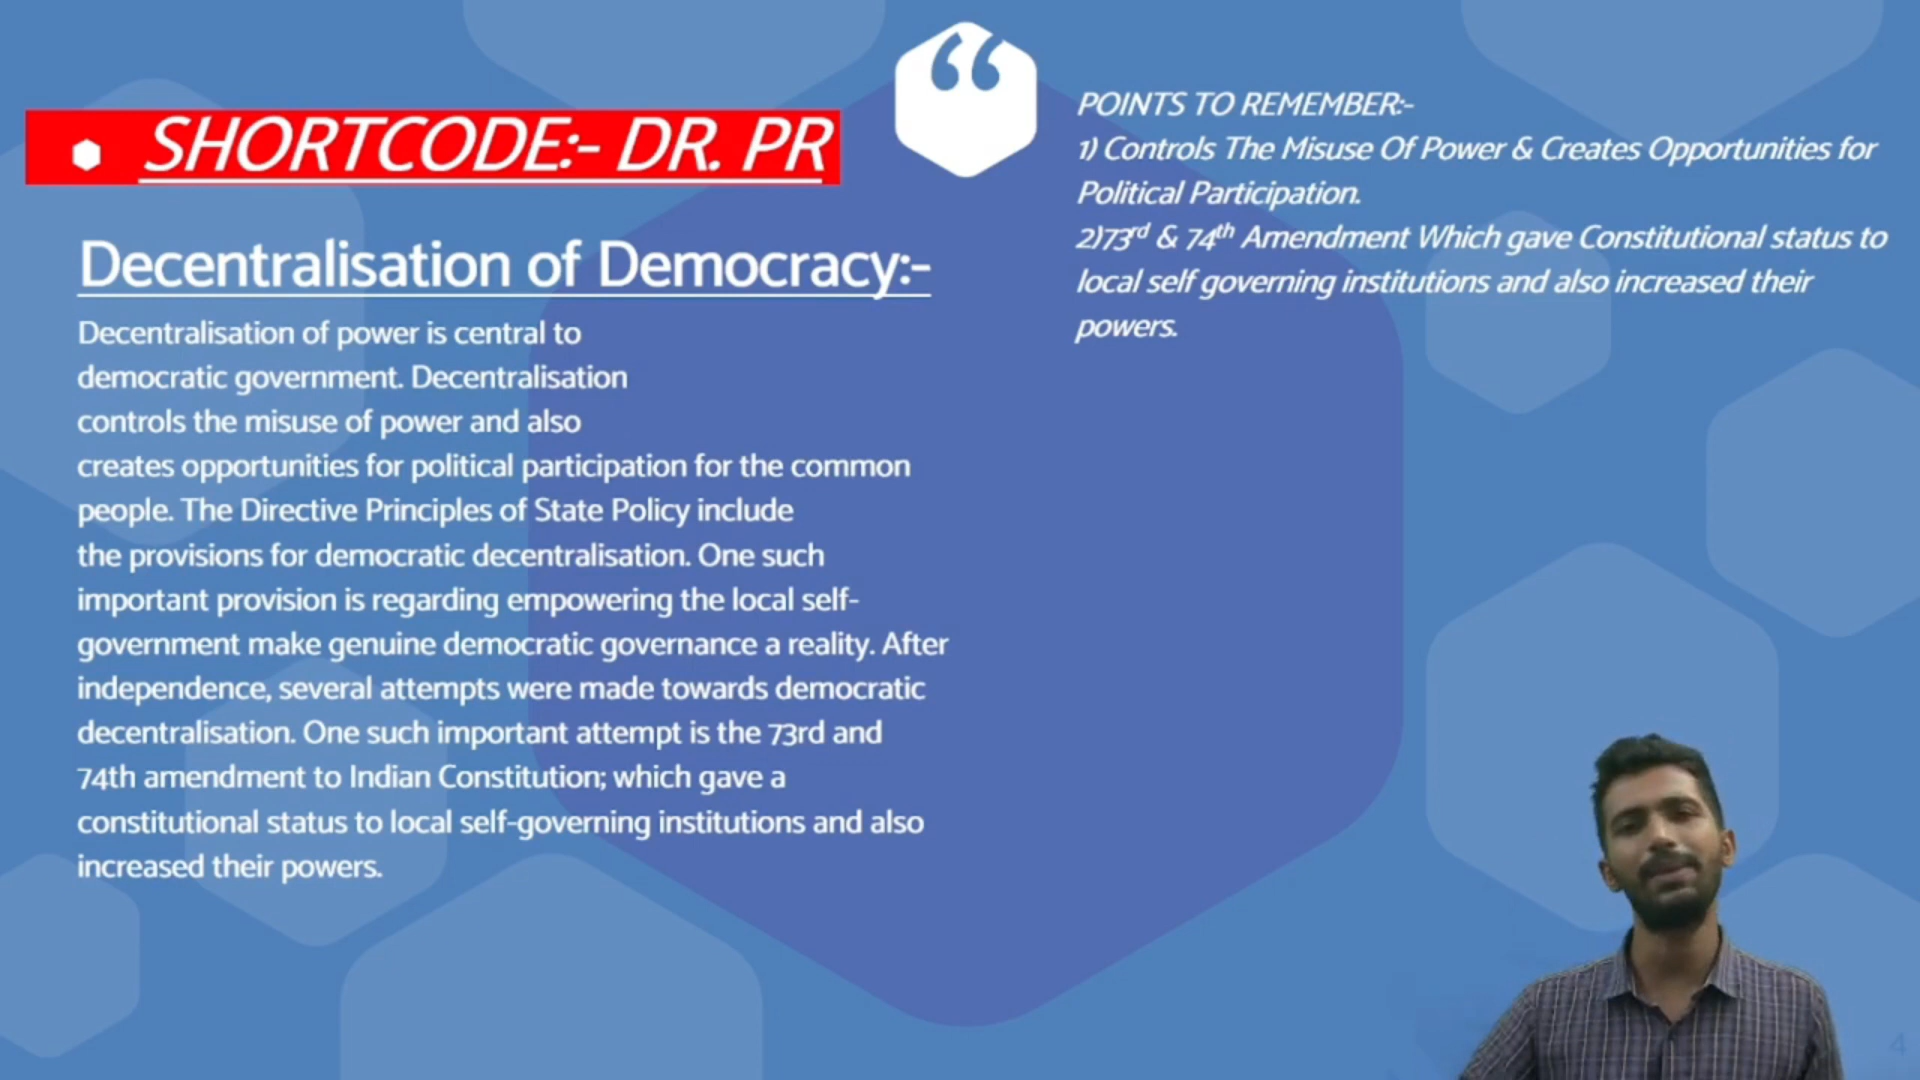 SHORTCODE:- DR. PR
Decentralisation of Democracy:-
Decentralisation of power is central to
democratic government. Decentralisation
controls the misuse of power and also
creates opportunities for political participation for the common
people. The Directive Principles of State Policy include
the provisions for democratic decentralisation. One such
important provision is regarding empowering the local self-
government make genuine democratic governance a reality. After
independence, several attempts were made towards democratic
decentralisation. One such important attempt is the 73rd and
74th amendment to Indian Constitution; which gave a
constitutional status to local self-governing institutions and also
increased their powers.
“
POINTS TO REMEMBER:-
1) Controls The Misuse Of Power & Creates Opportunities for
Political Participation.
2)73rd & 74th Amendment Which gave Constitutional status to
local self governing institutions and also increased their
powers.
4